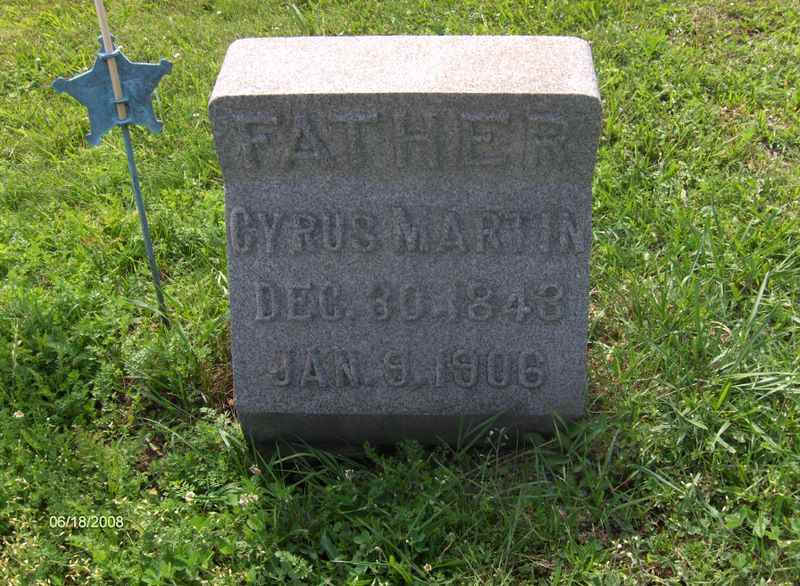 FATHER
CYRUS MARTIN
DEC. 30. 1843
JAN. 9. 1906
06/18/2008